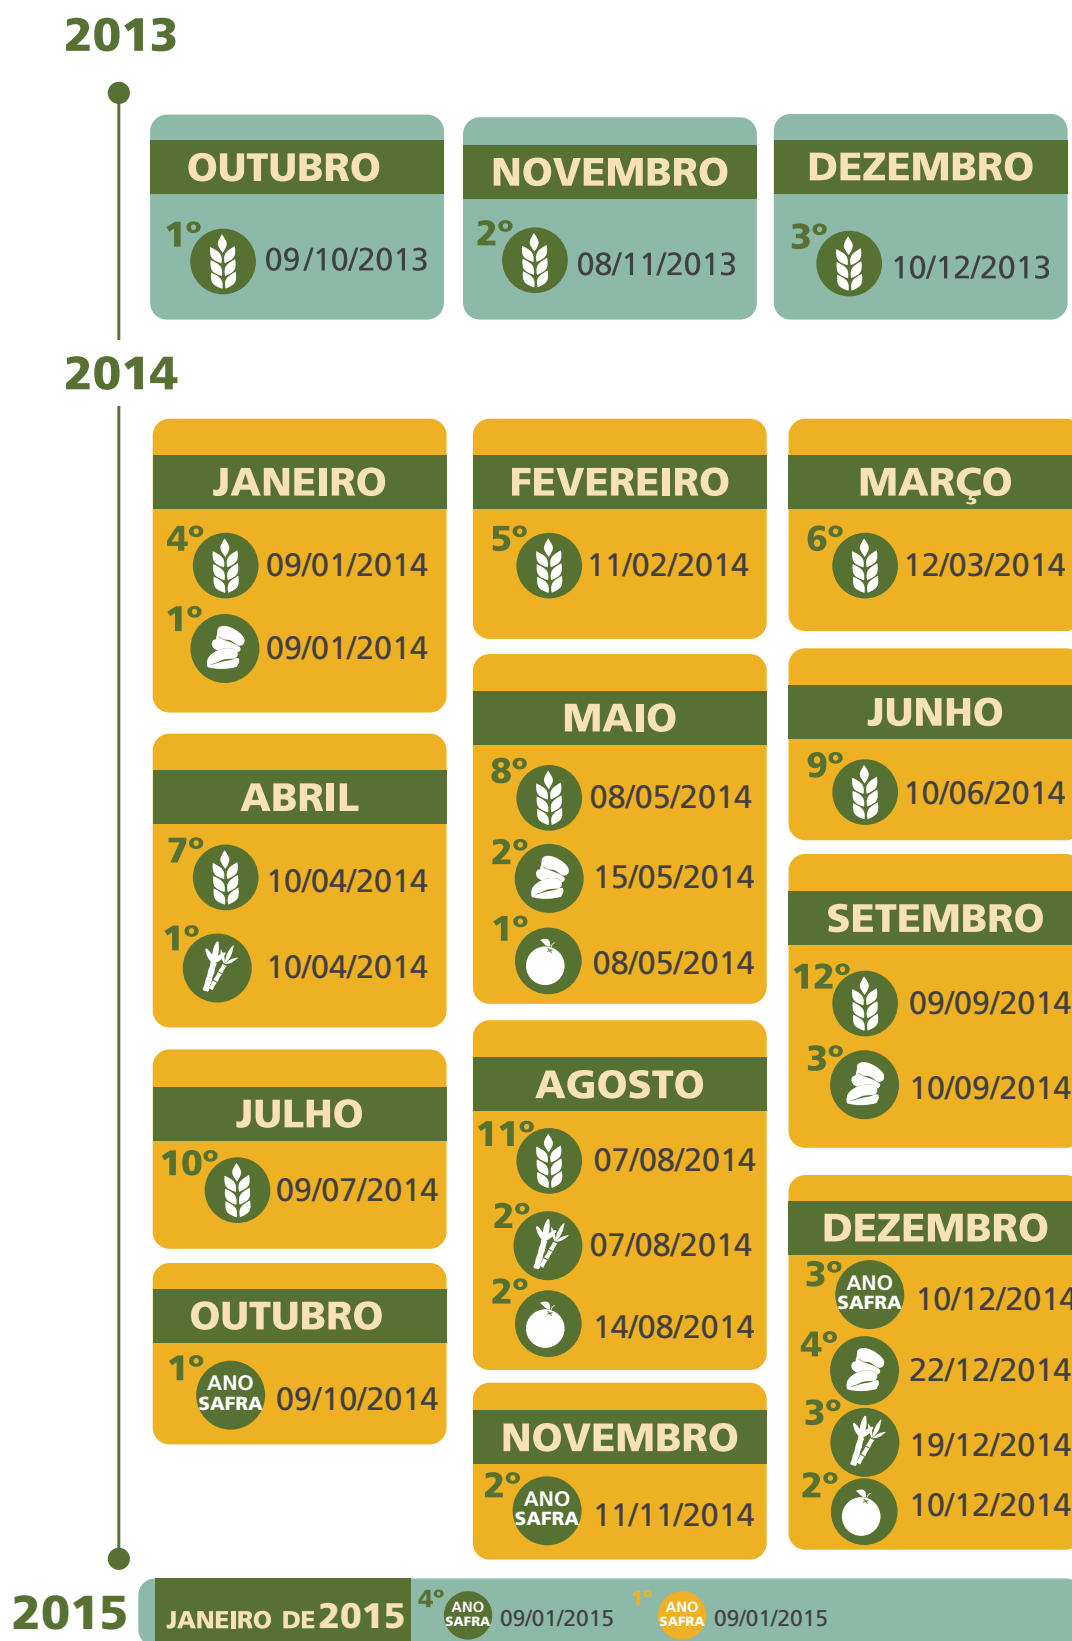 2013
OUTUBRO
1º 09/10/2013
NOVEMBRO
2º 08/11/2013
DEZEMBRO
3º 10/12/2013
2014
JANEIRO
4º 09/01/2014
1º 09/01/2014
FEVEREIRO
5º 11/02/2014
MARÇO
6º 12/03/2014
ABRIL
7º 10/04/2014
1º 10/04/2014
MAIO
8º 08/05/2014
2º 15/05/2014
1º 08/05/2014
JUNHO
9º 10/06/2014
JULHO
10º 09/07/2014
AGOSTO
11º 07/08/2014
2º 07/08/2014
2º 14/08/2014
SETEMBRO
12º 09/09/2014
3º 10/09/2014
OUTUBRO
1º ANO SAFRA 09/10/2014
NOVEMBRO
2º ANO SAFRA 11/11/2014
DEZEMBRO
3º ANO SAFRA 10/12/2014
4º 22/12/2014
3º 19/12/2014
2º 10/12/2014
2015 JANEIRO DE 2015 4º ANO SAFRA 09/01/2015 1º ANO SAFRA 09/01/2015